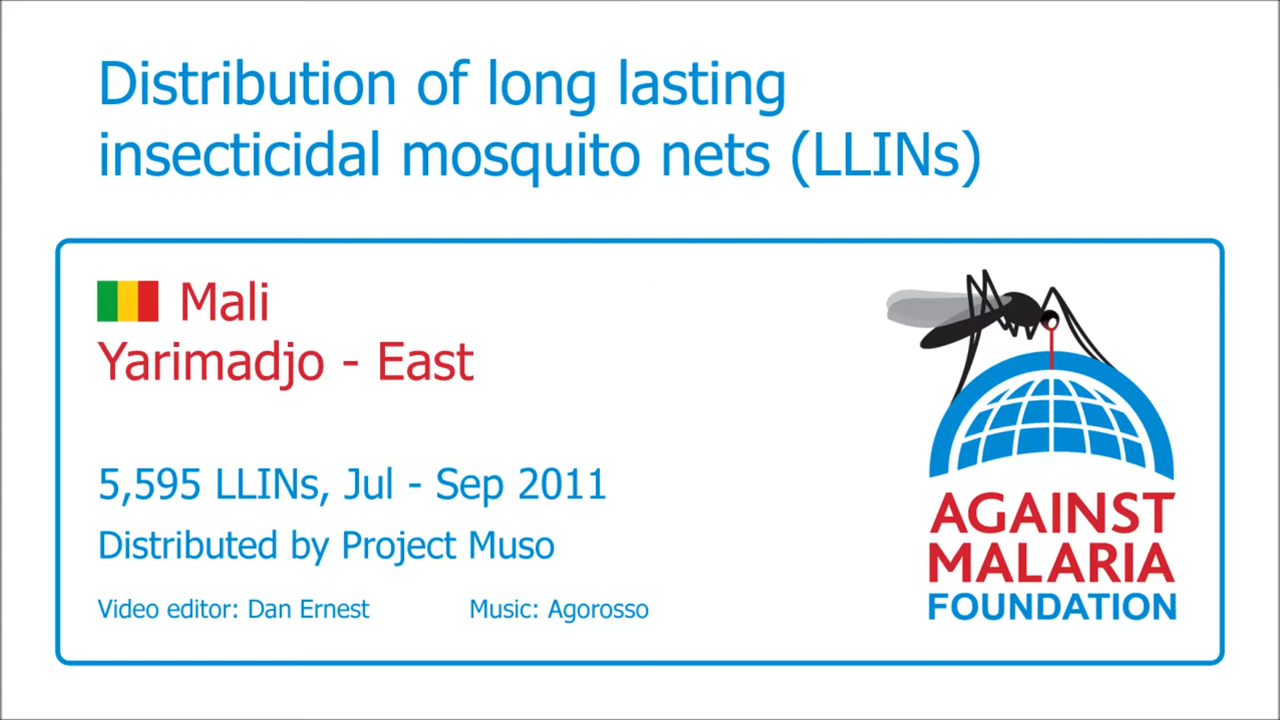 Distribution of long lasting
insecticidal mosquito nets (LLINs)
Mali
Yarimadjo - East
5,595 LLINs, Jul - Sep 2011
Distributed by Project Muso
Video editor: Dan Ernest
Music: Agorosso
AGAINST
MALARIA
FOUNDATION